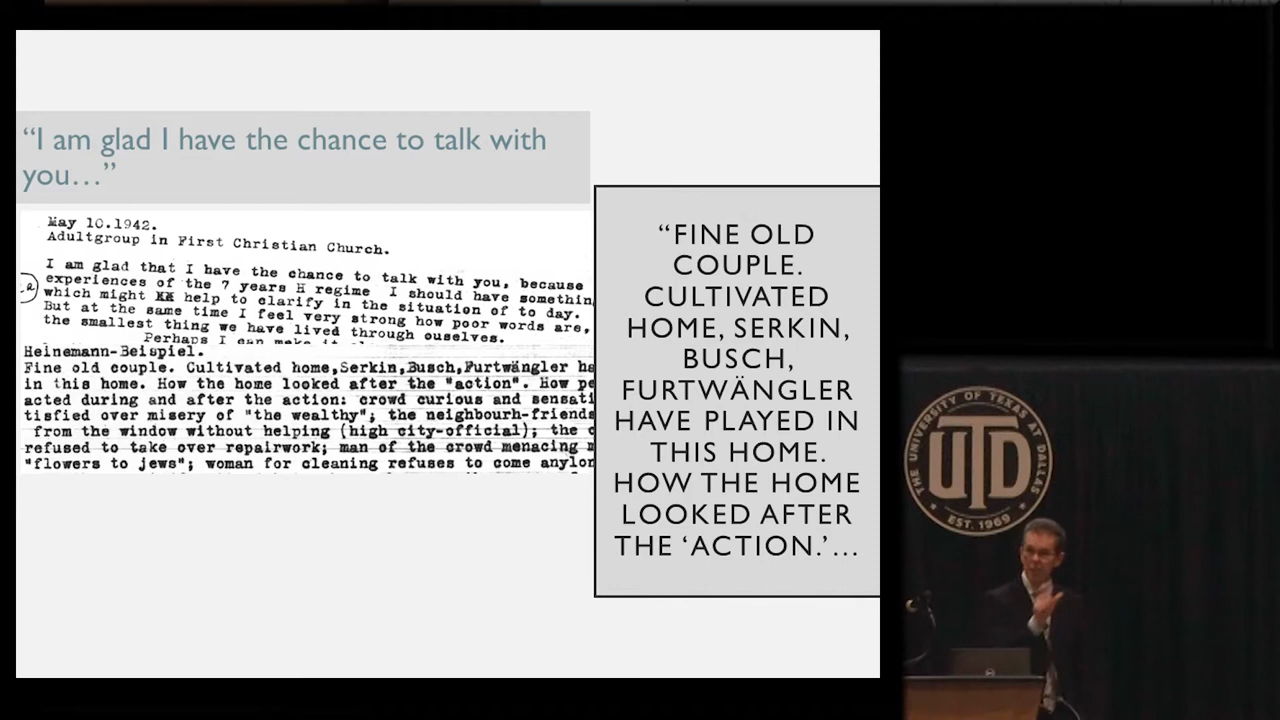 “I am glad I have the chance to talk with
you…”
May 10.1942.
Adultgroup in First Christian Church.
I am glad that I have the chance to talk with you, because
experiences of the 7 years H regime I should have somethin
which might XX help to clarify in the situation of to day.
But at the same time I feel very strong how poor words are,
the smallest thing we have lived through ouselves.
Perhaps I can make it
Heinemann-Beispiel.
Fine old couple. Cultivated home,Serkin,Busch,Furtwängler ha
in this home. How the home looked after the "action". How pe
acted during and after the action: crowd curious and sensati
tisfied over misery of "the wealthy"; the neighbour-friends
from the window without helping (high city-official); the c
refused to take over repairwork; man of the crowd menacing m
"flowers to jews"; woman for cleaning refuses to come anylon
“FINE OLD
COUPLE.
CULTIVATED
HOME, SERKIN,
BUSCH,
FURTWÄNGLER
HAVE PLAYED IN
THIS HOME.
HOW THE HOME
LOOKED AFTER
THE ‘ACTION.’…
THE UNIVERSITY OF TEXAS AT DALLAS
UTD
EST. 1969